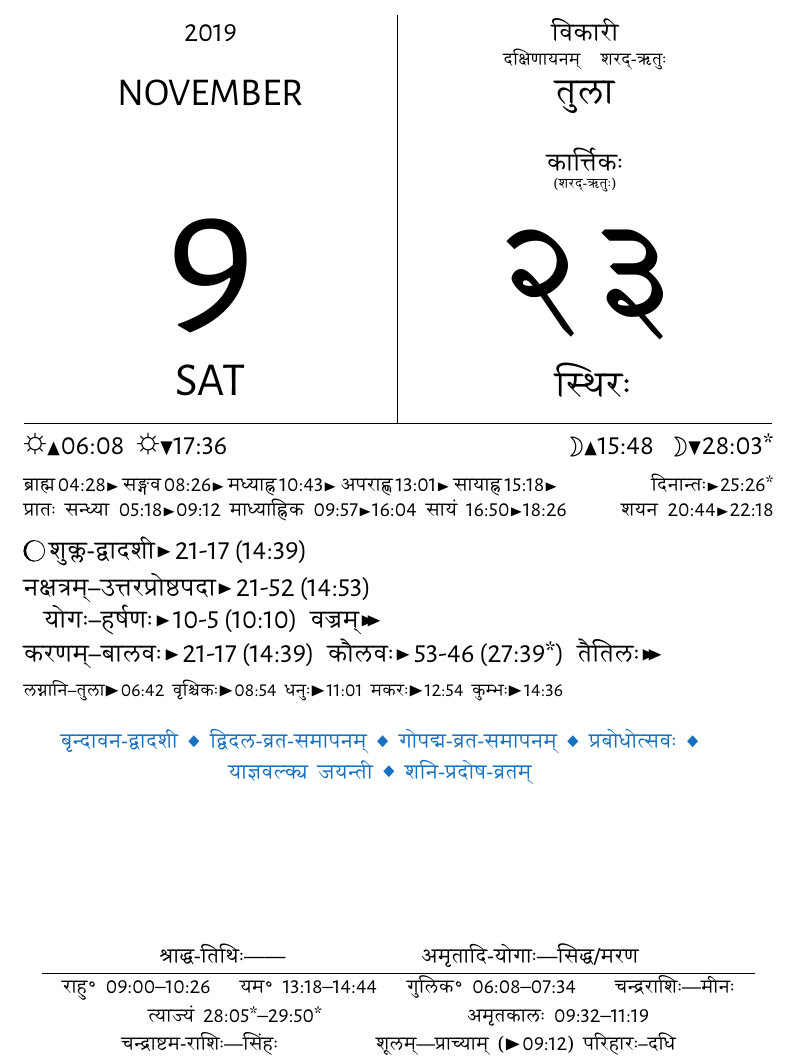 2019
NOVEMBER
9
SAT
विकारी
दक्षिणायनम् शरद्-ऋतुः
तुला
कार्त्तिकः
(शरद्-ऋतुः)
२३
स्थिरः
☼▲06:08 ☼▼17:36
☽▲15:48 ☽▼28:03*
ब्राह्म 04:28► सङ्गव 08:26► मध्याह्न 10:43► अपराह्ण 13:01► सायाह्न 15:18► दिनान्तः►25:26*
प्रातः सन्ध्या 05:18►09:12 माध्याह्निक 09:57►16:04 सायं 16:50►18:26 शयन 20:44►22:18
शुक्ल-द्वादशी►21-17 (14:39)
नक्षत्रम्–उत्तरप्रोष्ठपदा►21-52 (14:53)
योगः–हर्षणः►10-5 (10:10) वज्रम्►►
करणम्–बालवः►21-17 (14:39) कौलवः►53-46 (27:39*) तैतिलः►►
लग्नानि–तुला►06:42 वृश्चिकः►08:54 धनुः►11:01 मकरः►12:54 कुम्भः►14:36
बृन्दावन-द्वादशी ◆ द्विदल-व्रत-समापनम् ◆ गोपद्म-व्रत-समापनम् ◆ प्रबोधोत्सवः ◆
याज्ञवल्क्य जयन्ती ◆ शनि-प्रदोष-व्रतम्
श्राद्ध-तिथिः—— अमृतादि-योगाः—सिद्ध/मरण
राहु॰ 09:00–10:26 यम॰ 13:18–14:44 गुलिक॰ 06:08–07:34 चन्द्रराशिः—मीनः
त्याज्यं 28:05*–29:50* अमृतकालः 09:32–11:19
चन्द्राष्टम-राशिः—सिंहः शूलम्—प्राच्याम् (►09:12) परिहारः–दधि